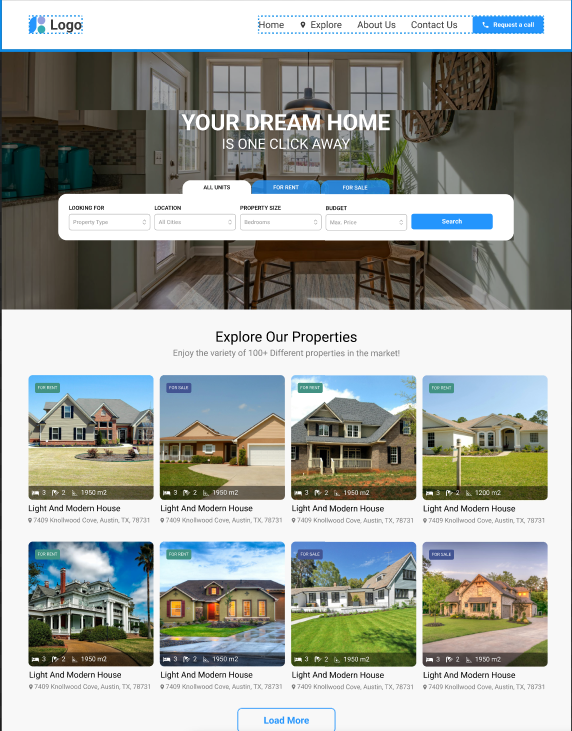 Logo
Home Explore About Us Contact Us Request a call
YOUR DREAM HOME
IS ONE CLICK AWAY
ALL UNITS FOR RENT FOR SALE
LOOKING FOR LOCATION PROPERTY SIZE BUDGET
Property Type All Cities Bedrooms Max. Price Search
Explore Our Properties
Enjoy the variety of 100+ Different properties in the market!
FOR RENT FOR SALE FOR RENT FOR RENT
3 2 1950 m2 3 2 1950 m2 3 2 1950 m2 3 2 1200 m2
Light And Modern House Light And Modern House Light And Modern House Light And Modern House
7409 Knollwood Cove, Austin, TX, 78731 7409 Knollwood Cove, Austin, TX, 78731 7409 Knollwood Cove, Austin, TX, 78731 7409 Knollwood Cove, Austin, TX, 78731
FOR RENT FOR RENT FOR SALE FOR SALE
3 2 1950 m2 3 2 1950 m2 3 2 1950 m2 3 2 1950 m2
Light And Modern House Light And Modern House Light And Modern House Light And Modern House
7409 Knollwood Cove, Austin, TX, 78731 7409 Knollwood Cove, Austin, TX, 78731 7409 Knollwood Cove, Austin, TX, 78731 7409 Knollwood Cove, Austin, TX, 78731
Load More